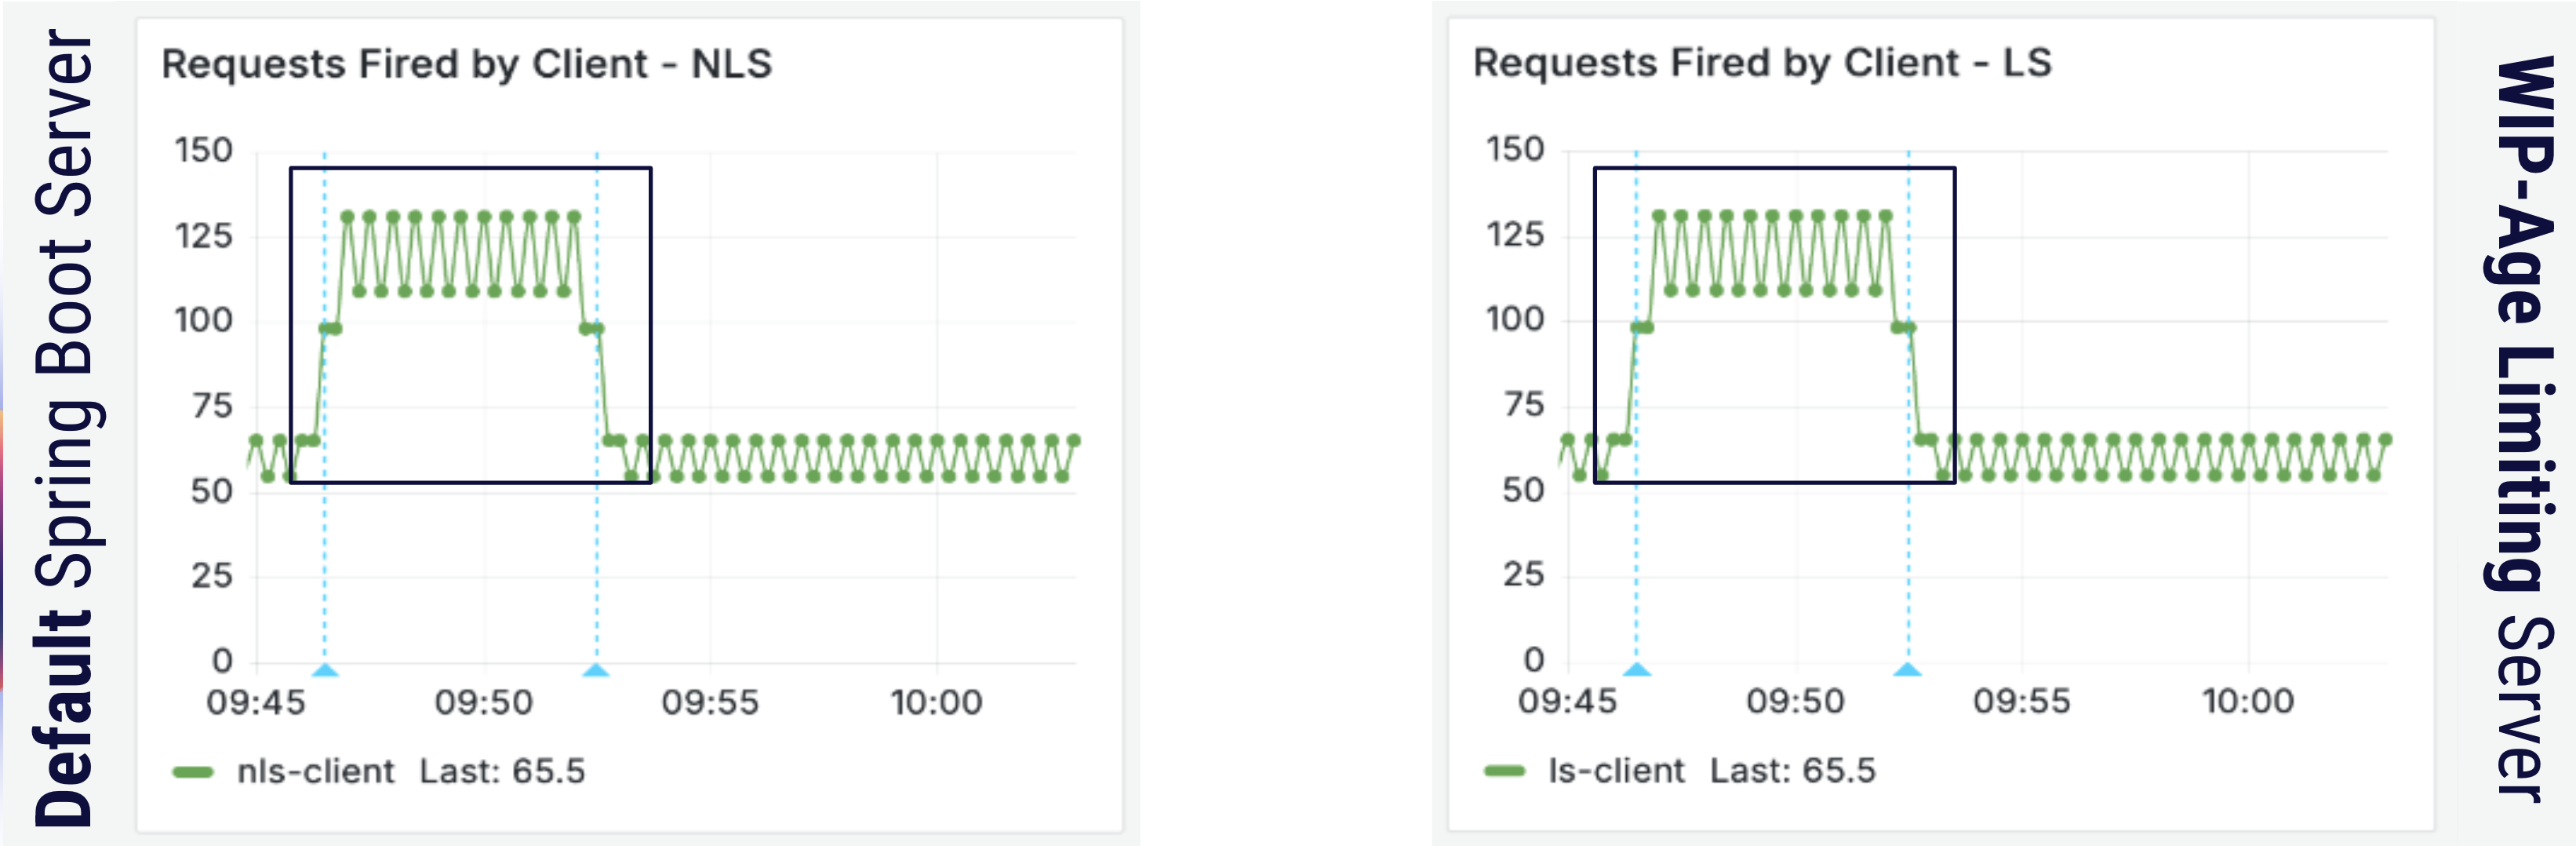 Default Spring Boot Server
Requests Fired by Client - NLS
150
125
100
75
50
25
0
09:45 09:50 09:55 10:00
nls-client Last: 65.5
Requests Fired by Client - LS
150
125
100
75
50
25
0
09:45 09:50 09:55 10:00
ls-client Last: 65.5
WIP-Age Limiting Server